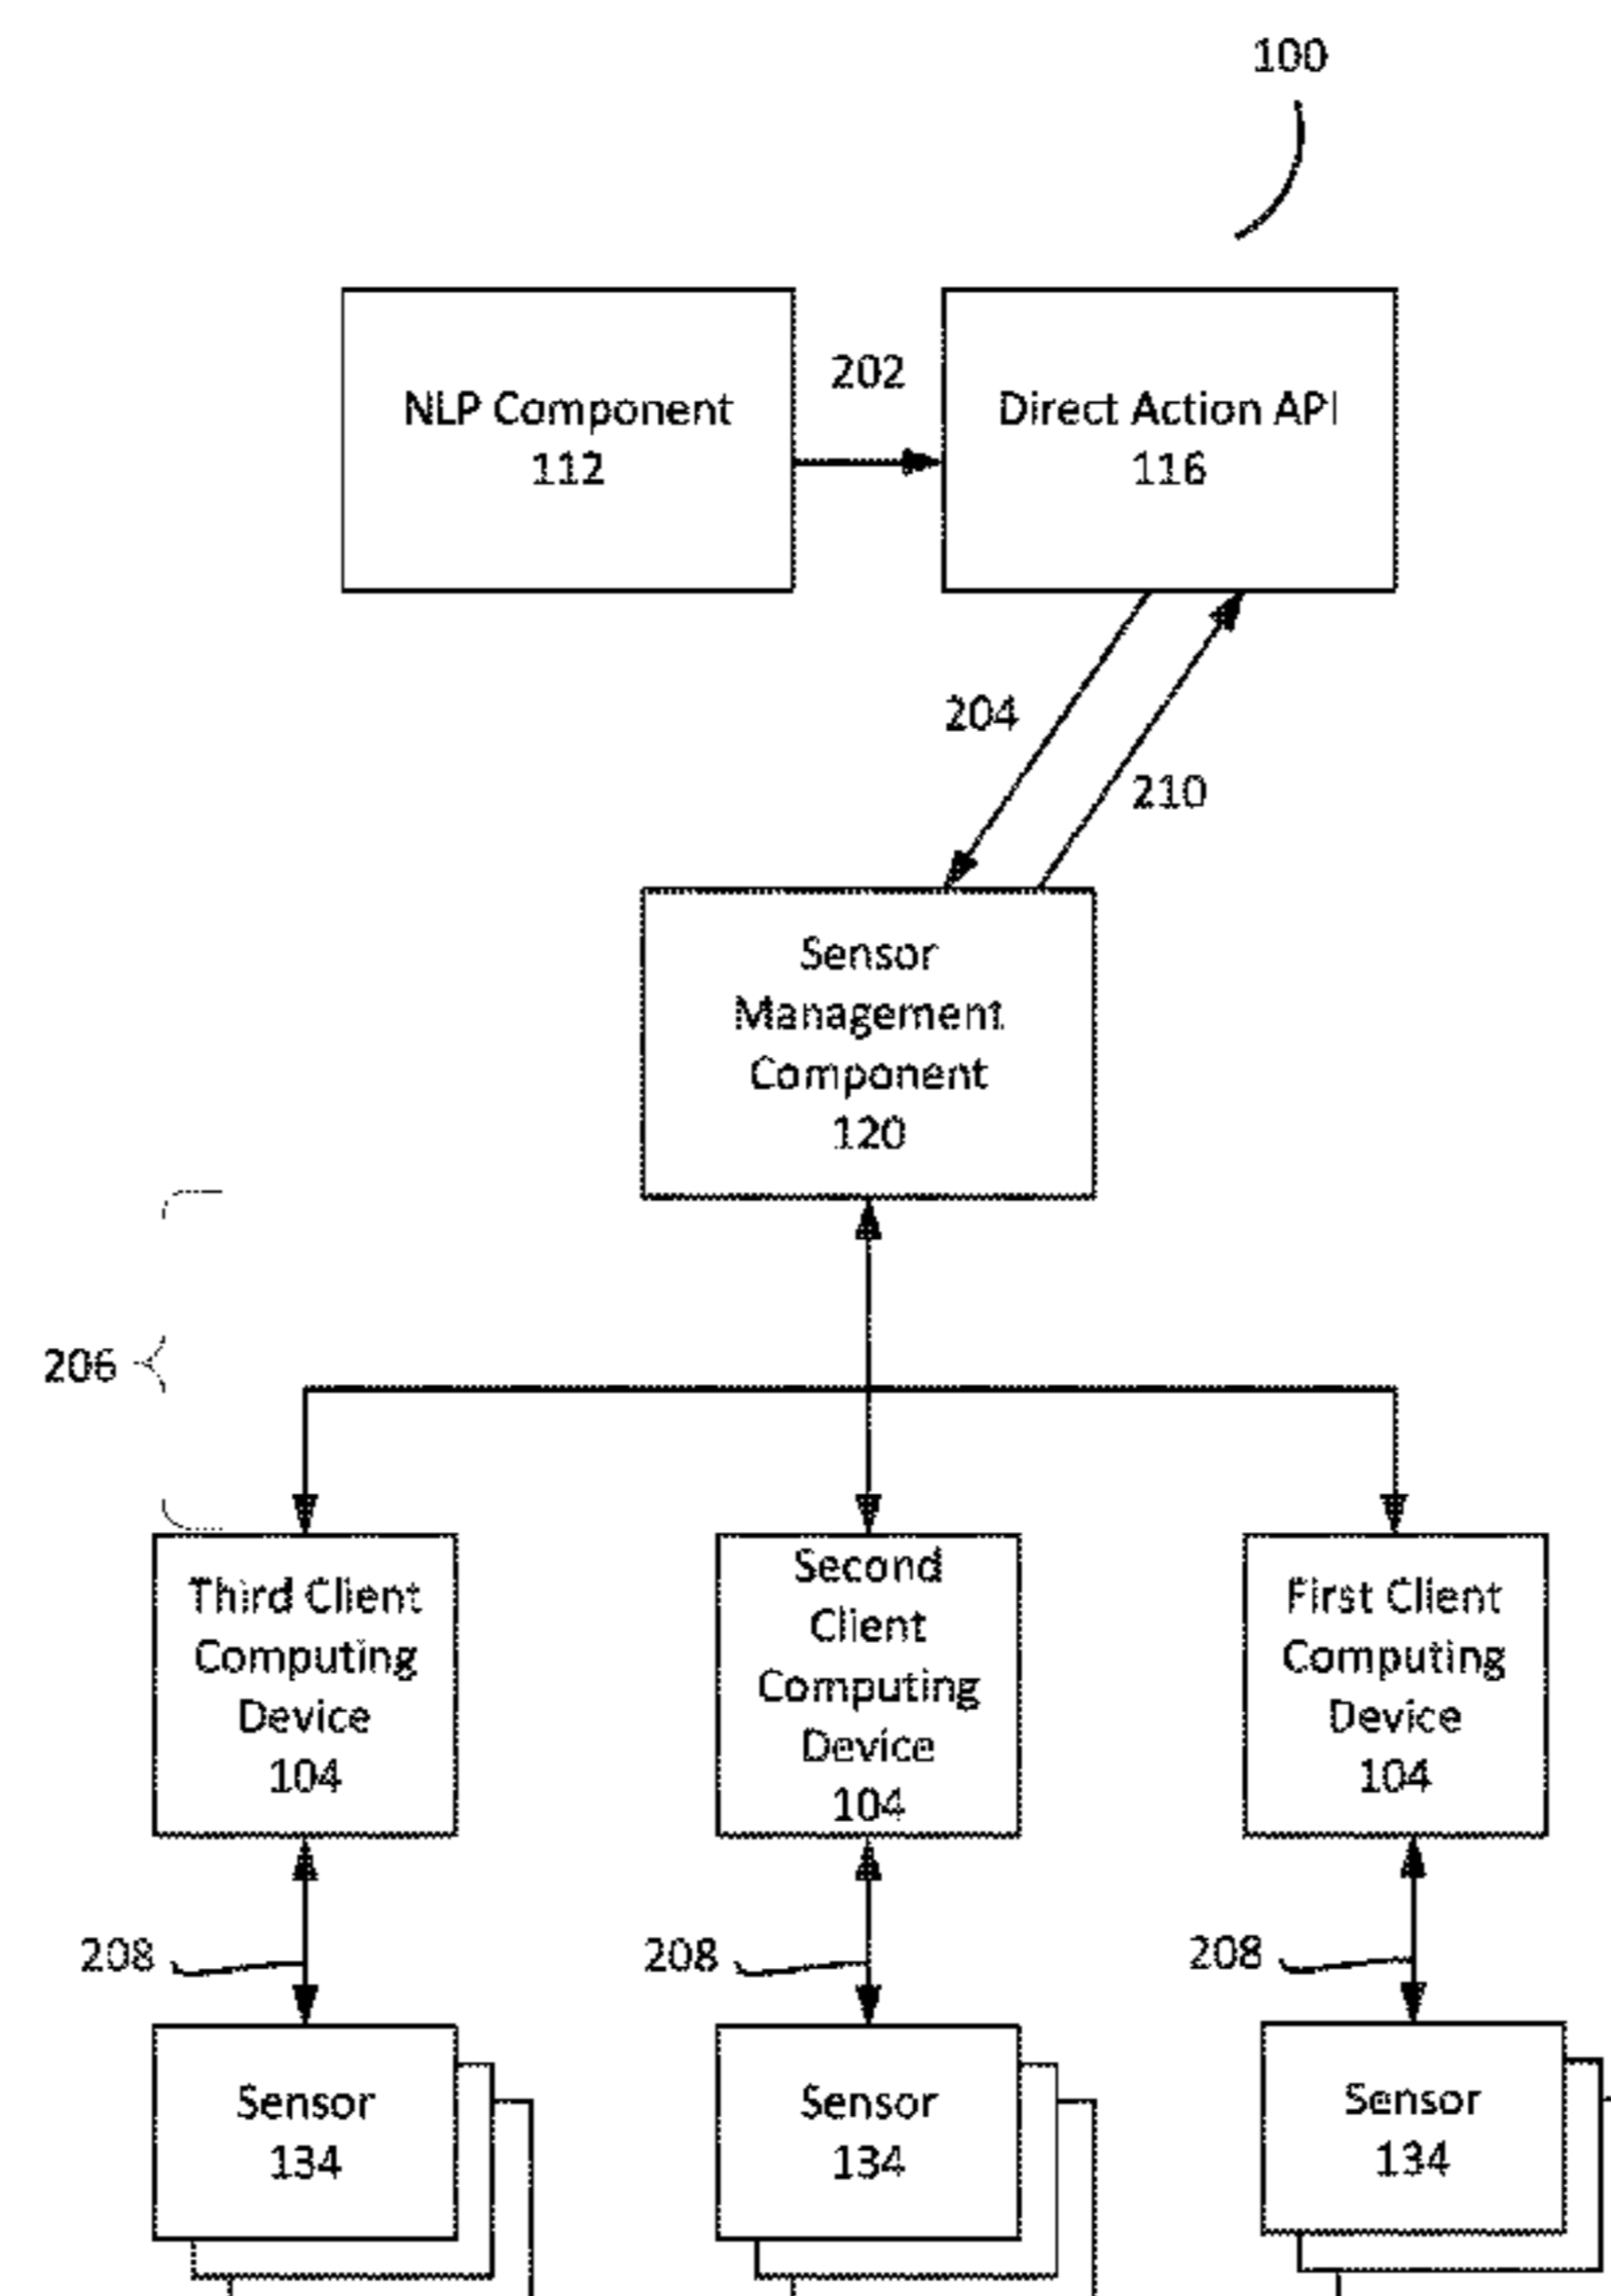 100
NLP Component
112
202
Direct Action API
116
204
210
Sensor
Management
Component
120
206
Third Client
Computing
Device
104
Second
Client
Computing
Device
104
First Client
Computing
Device
104
208
208
208
Sensor
134
Sensor
134
Sensor
134